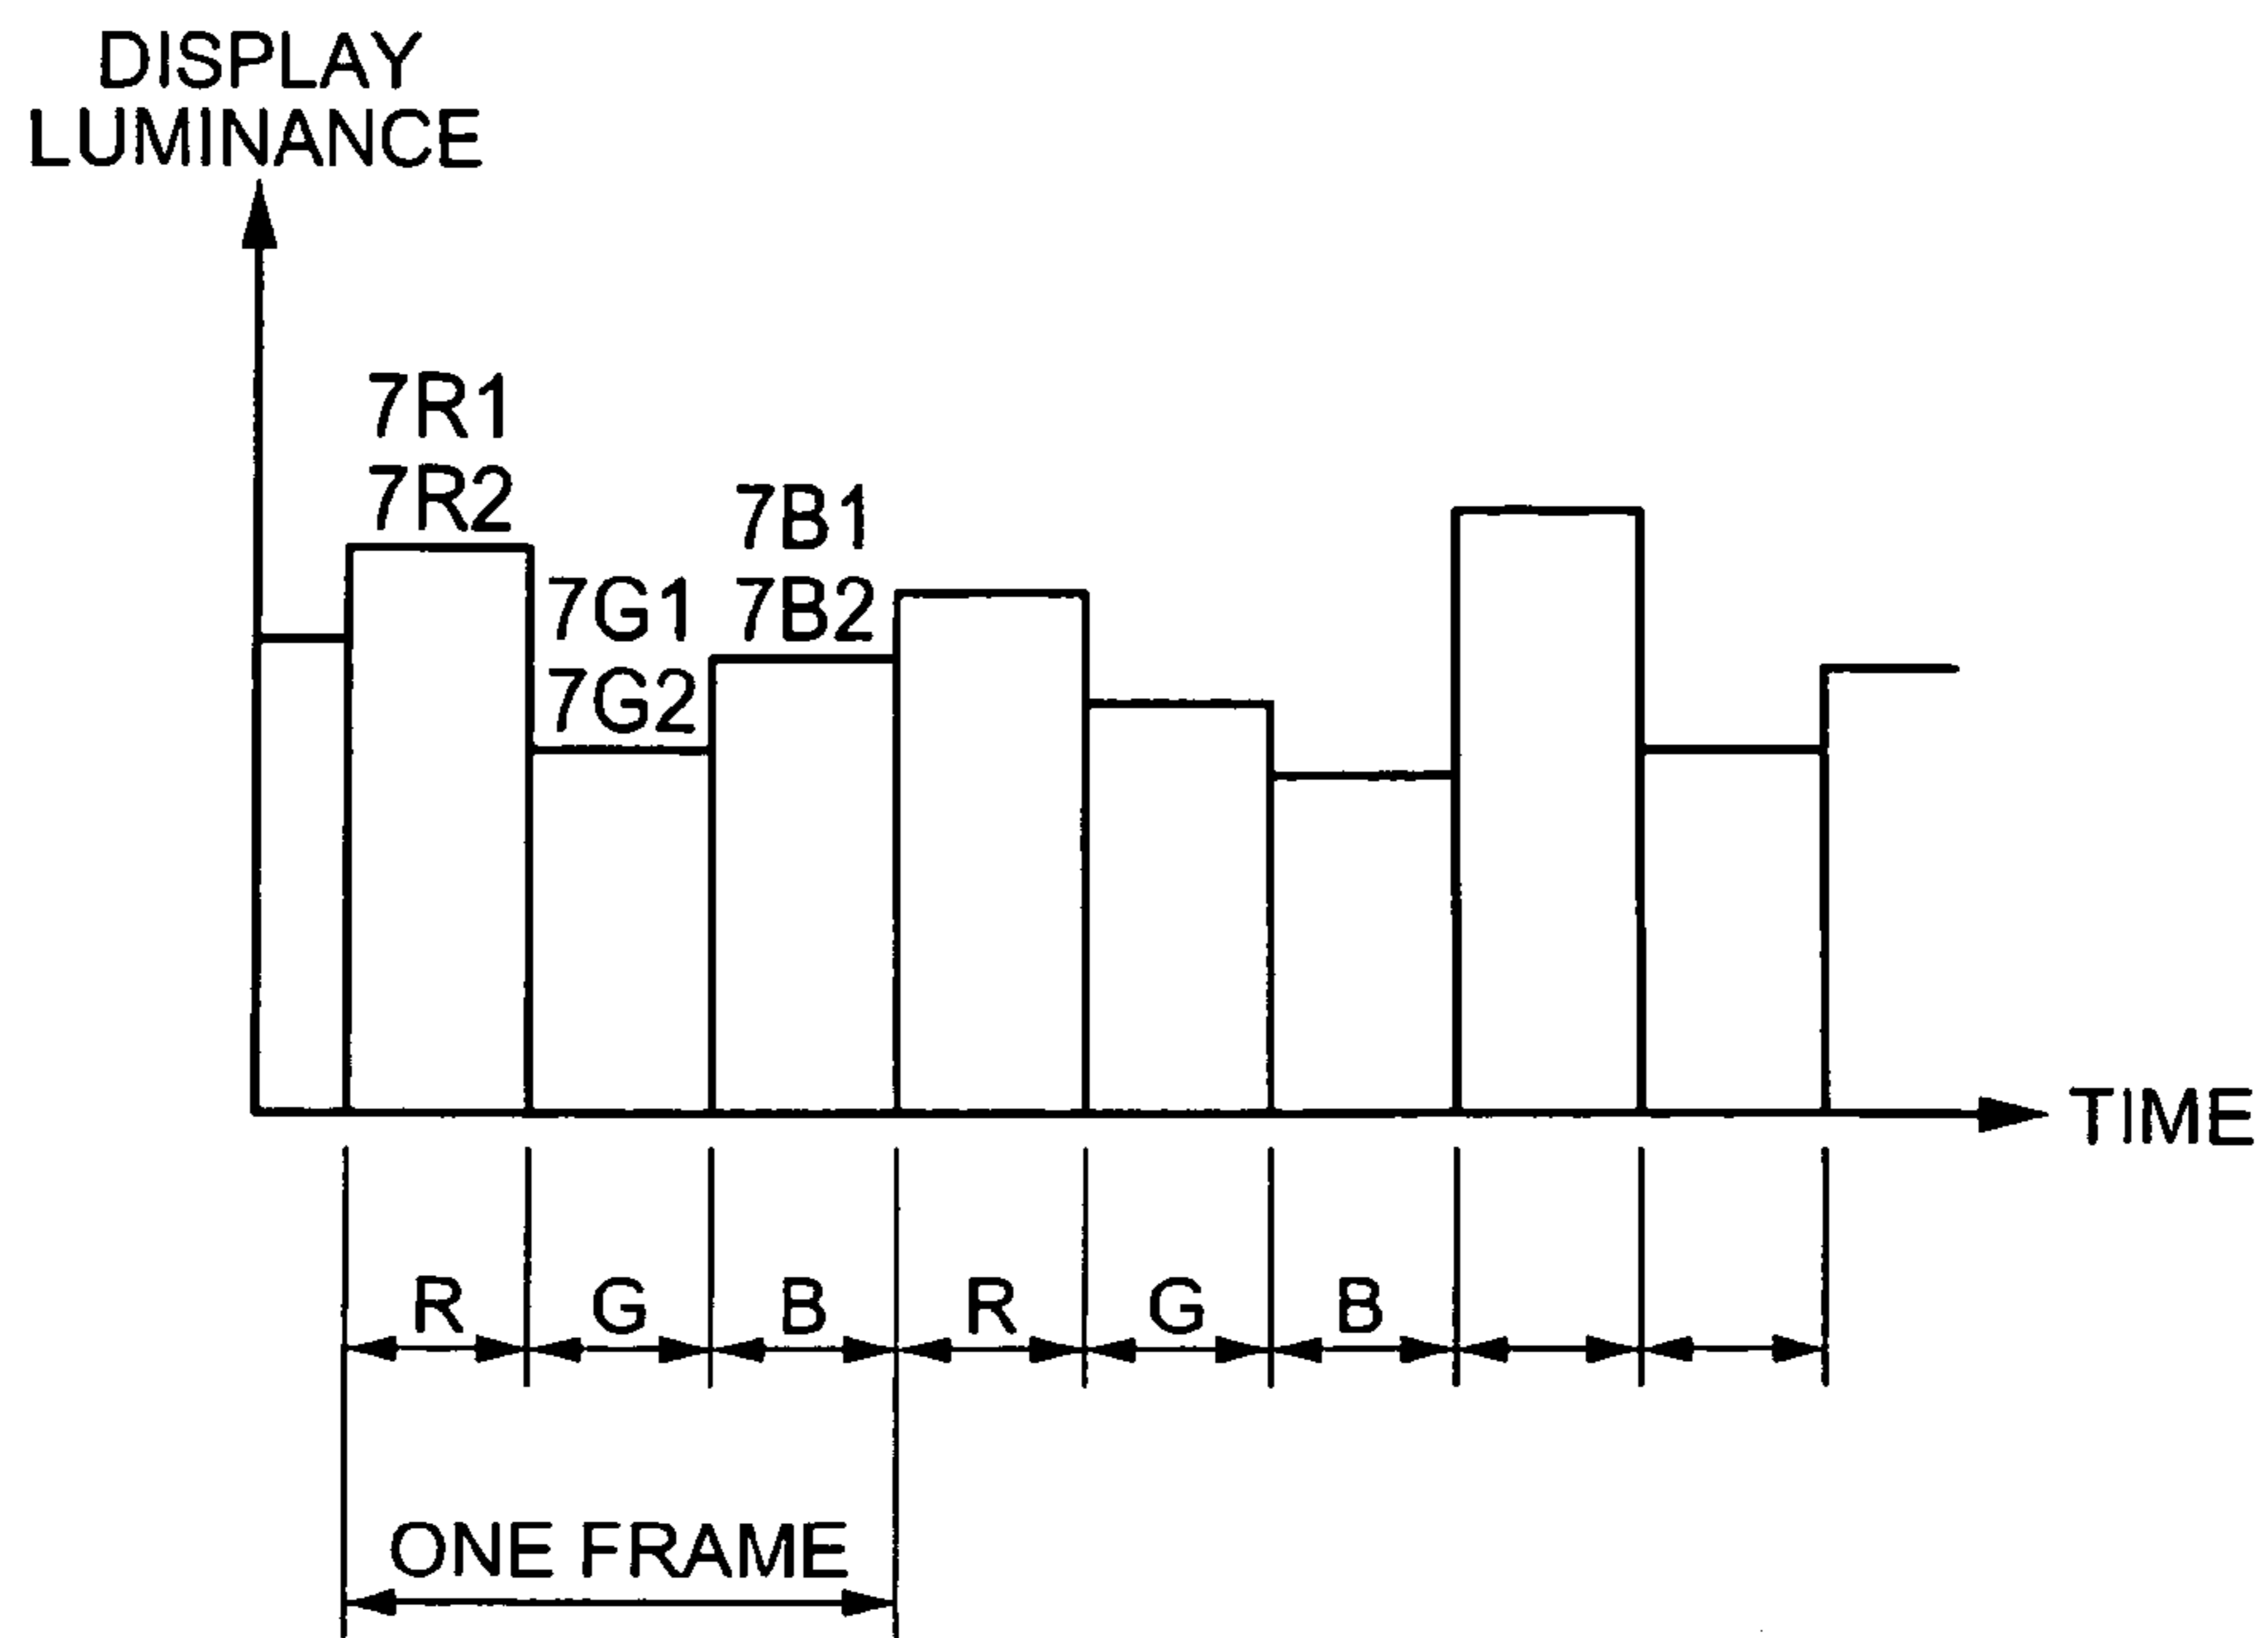 DISPLAY
LUMINANCE
7R1
7R2
7G1
7G2
7B1
7B2
TIME
R G B R G B
ONE FRAME